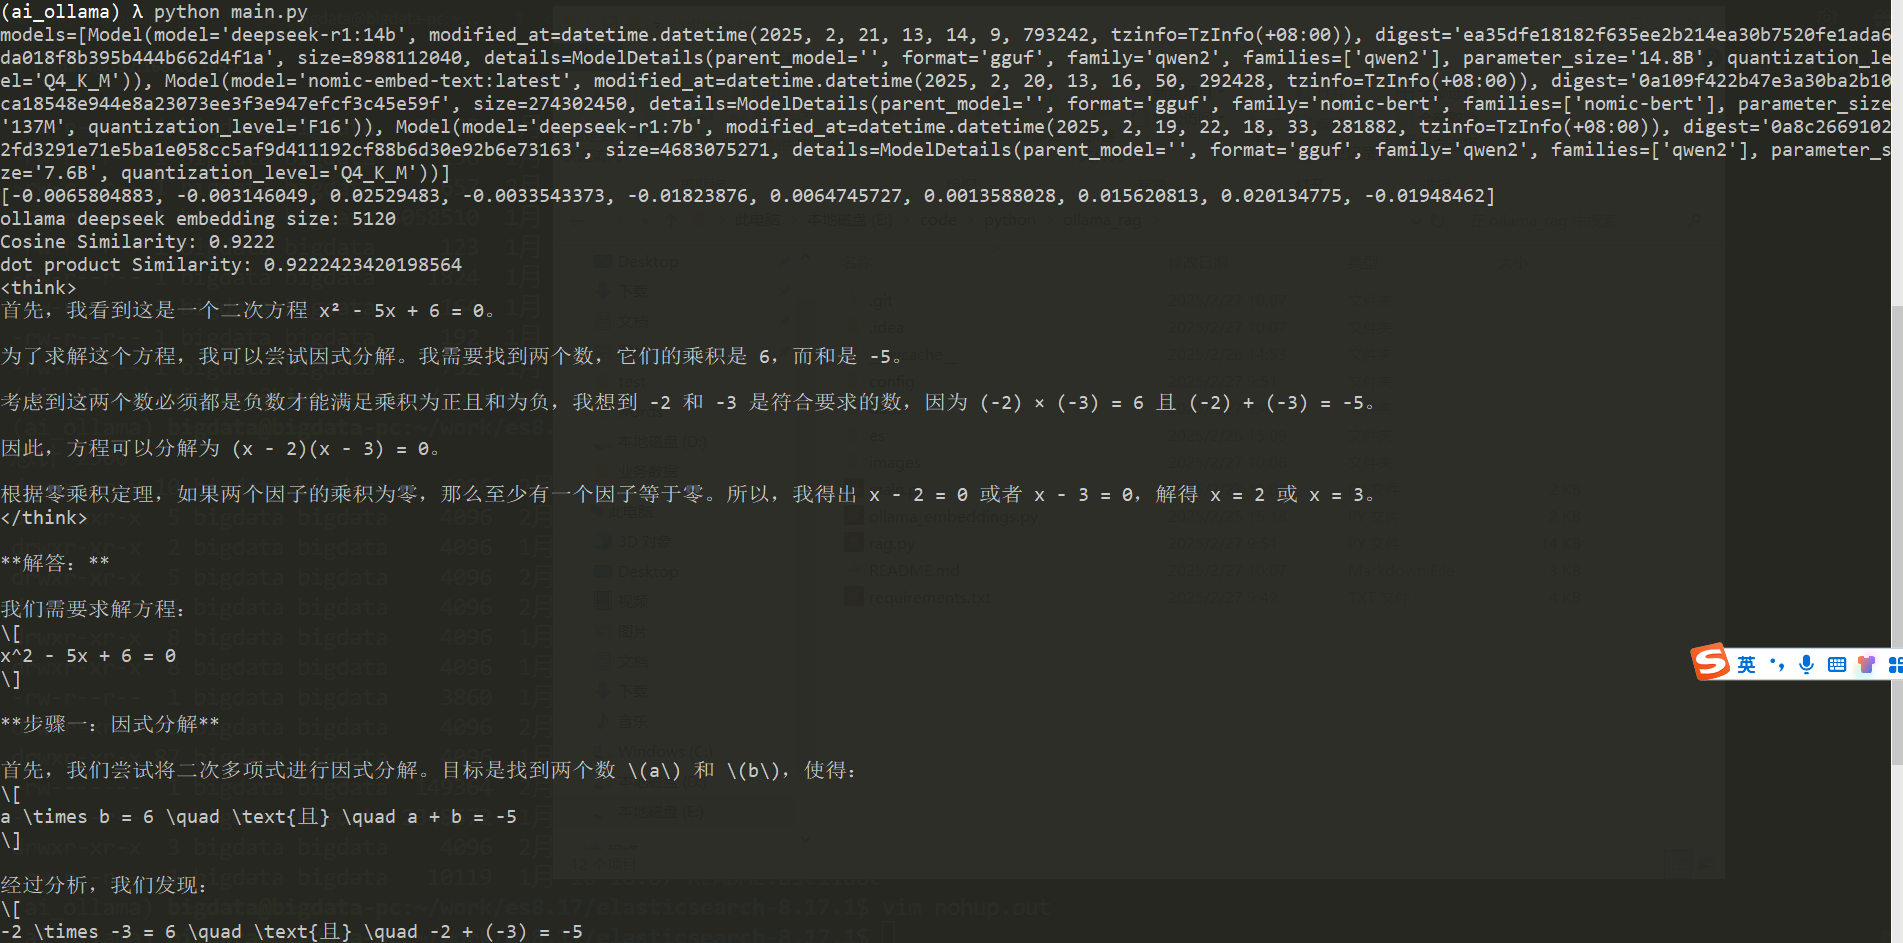 (ai_ollama) λ python main.py
models=[Model(model='deepseek-r1:14b', modified_at=datetime.datetime(2025, 2, 21, 13, 14, 9, 793242, tzinfo=TzInfo(+08:00)), digest='ea35dfe18182f635ee2b214ea30b7520fe1ada6
da018f8b395b444b662d4f1a', size=8988112040, details=ModelDetails(parent_model='', format='gguf', family='qwen2', families=['qwen2'], parameter_size='14.8B', quantization_le
el='Q4_K_M')), Model(model='nomic-embed-text:latest', modified_at=datetime.datetime(2025, 2, 20, 13, 16, 50, 292428, tzinfo=TzInfo(+08:00)), digest='0a109f422b47e3a30ba2b10
ca18548e944e8a23073ee3f3e947efcf3c45e59f', size=274302450, details=ModelDetails(parent_model='', format='gguf', family='nomic-bert', families=['nomic-bert'], parameter_size
'137M', quantization_level='F16')), Model(model='deepseek-r1:7b', modified_at=datetime.datetime(2025, 2, 19, 22, 18, 33, 281882, tzinfo=TzInfo(+08:00)), digest='0a8c2669102
2fd3291e71e5ba1e058cc5af9d411192cf88b6d30e92b6e73163', size=4683075271, details=ModelDetails(parent_model='', format='gguf', family='qwen2', families=['qwen2'], parameter_s
ze='7.6B', quantization_level='Q4_K_M'))]
[-0.0065804883, -0.003146049, 0.02529483, -0.0033543373, -0.01823876, 0.0064745727, 0.0013588028, 0.015620813, 0.020134775, -0.01948462]
ollama deepseek embedding size: 5120
Cosine Similarity: 0.9222
dot product Similarity: 0.9222423420198564
<think>
首先，我看到这是一个二次方程 x² - 5x + 6 = 0。
为了求解这个方程，我可以尝试因式分解。我需要找到两个数，它们的乘积是 6，而和是 -5。
考虑到这两个数必须都是负数才能满足乘积为正且和为负，我想到 -2 和 -3 是符合要求的数，因为 (-2) × (-3) = 6 且 (-2) + (-3) = -5。
因此，方程可以分解为 (x - 2)(x - 3) = 0。
根据零乘积定理，如果两个因子的乘积为零，那么至少有一个因子等于零。所以，我得出 x - 2 = 0 或者 x - 3 = 0，解得 x = 2 或 x = 3。
</think>
**解答：**
我们需要求解方程：
\[
x^2 - 5x + 6 = 0
\]
**步骤一：因式分解**
首先，我们尝试将二次多项式进行因式分解。目标是找到两个数 \(a\) 和 \(b\)，使得：
\[
a \times b = 6 \quad \text{且} \quad a + b = -5
\]
经过分析，我们发现：
\[
-2 \times -3 = 6 \quad \text{且} \quad -2 + (-3) = -5
英